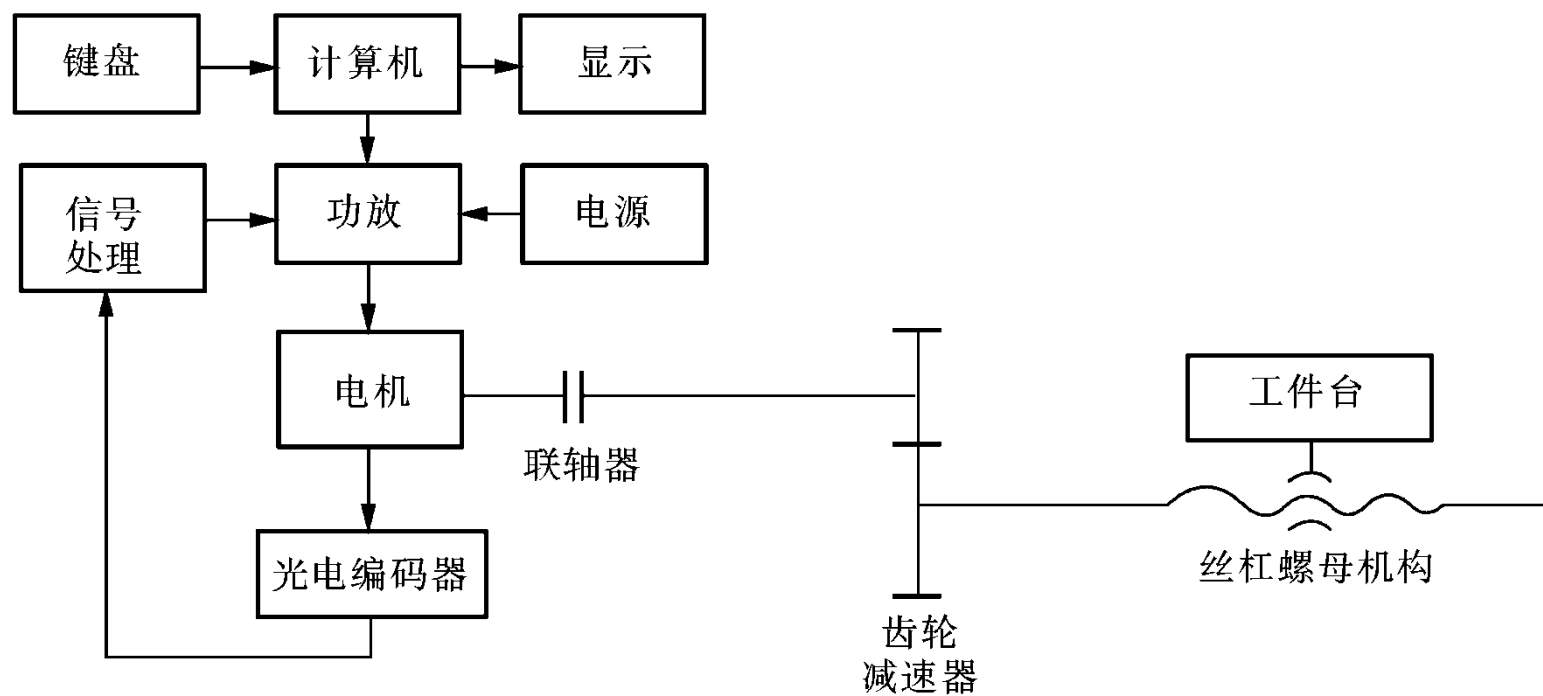 键盘
计算机
显示
信号
处理
功放
电源
电机
联轴器
工件台
光电编码器
丝杠螺母机构
齿轮
减速器